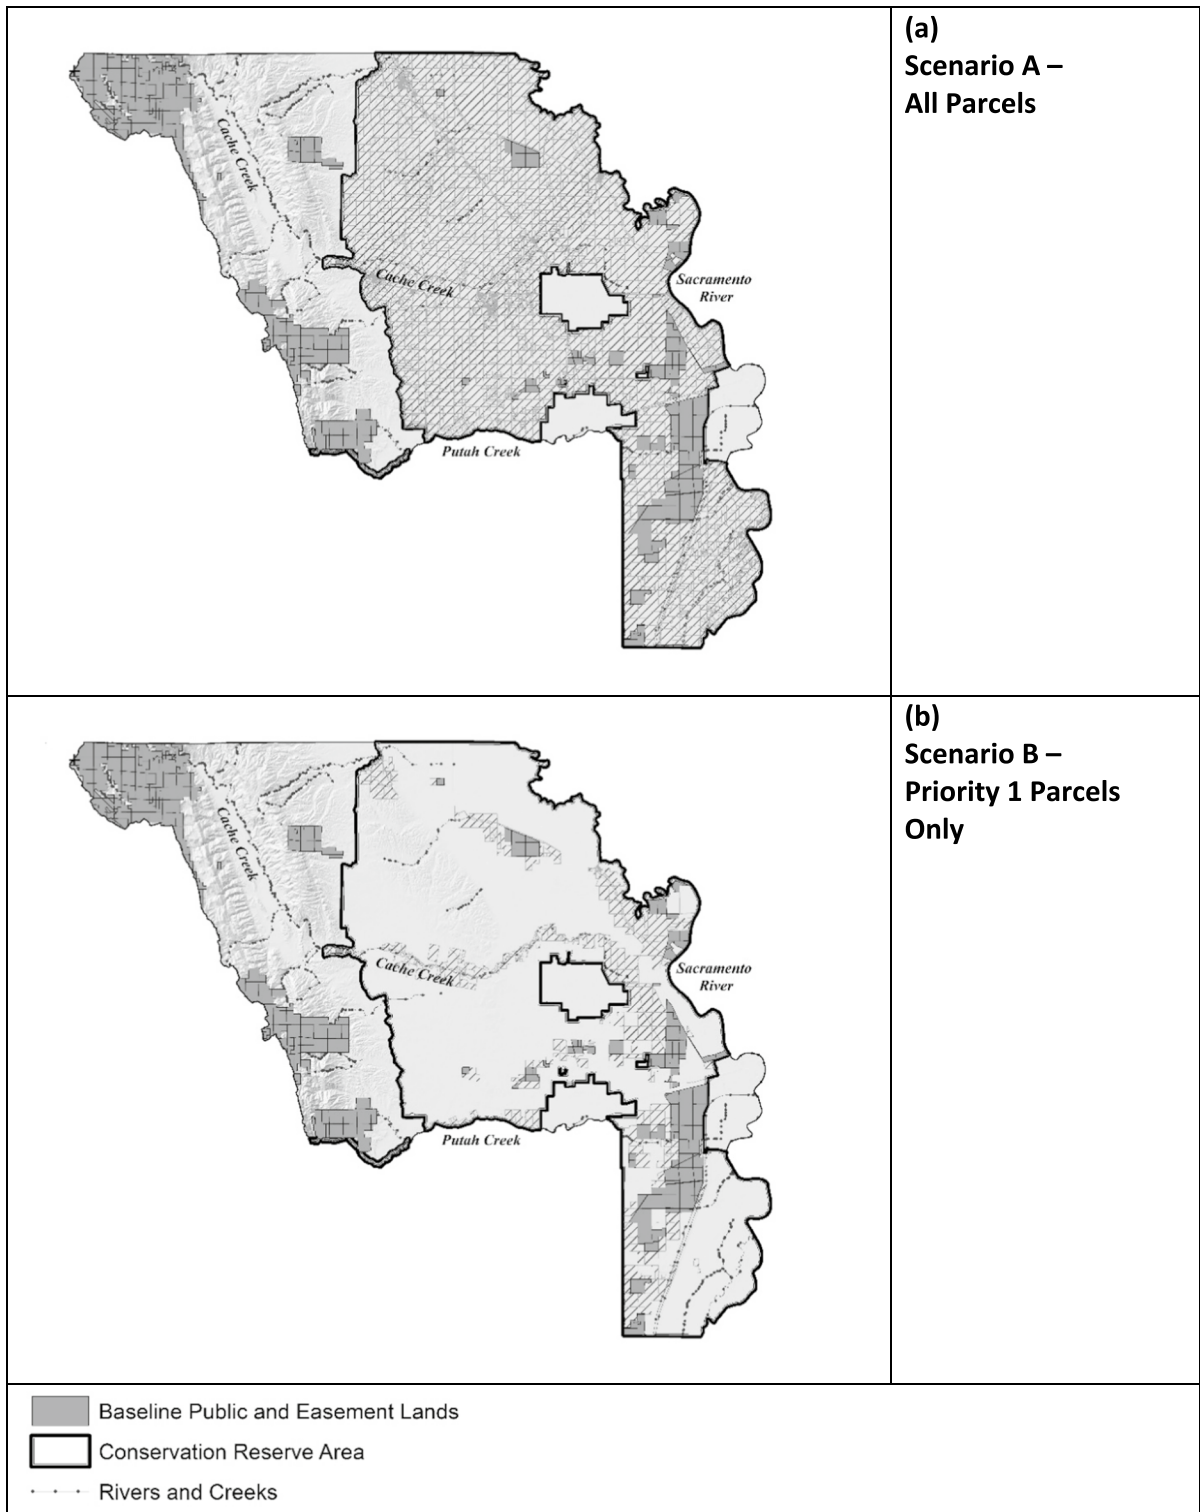 (a)
Scenario A –
All Parcels
Cache Creek
Cache Creek
Sacramento
River
Putah Creek
(b)
Scenario B –
Priority 1 Parcels
Only
Cache Creek
Cache Creek
Sacramento
River
Putah Creek
Baseline Public and Easement Lands
Conservation Reserve Area
Rivers and Creeks